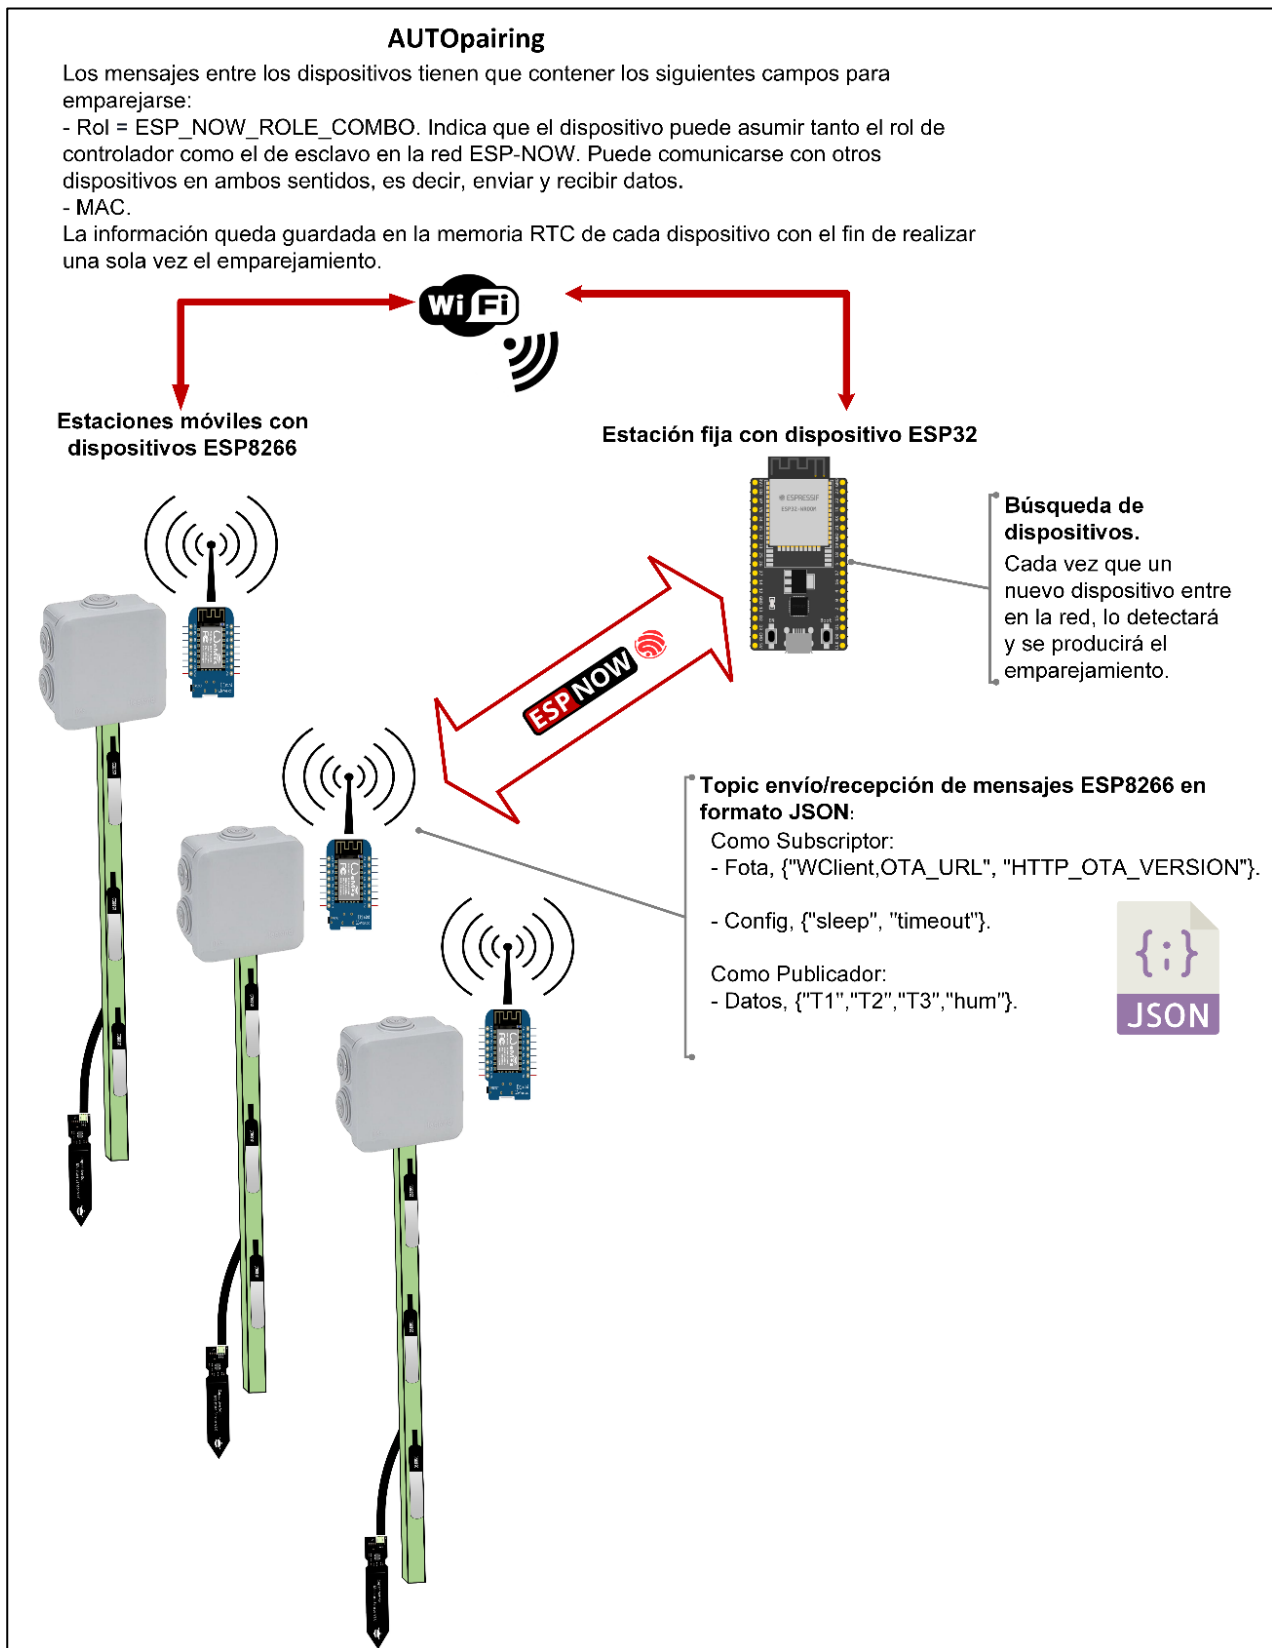 AUTOpairing
Los mensajes entre los dispositivos tienen que contener los siguientes campos para
emparejarse:
- Rol = ESP_NOW_ROLE_COMBO. Indica que el dispositivo puede asumir tanto el rol de
controlador como el de esclavo en la red ESP-NOW. Puede comunicarse con otros
dispositivos en ambos sentidos, es decir, enviar y recibir datos.
- MAC.
La información queda guardada en la memoria RTC de cada dispositivo con el fin de realizar
una sola vez el emparejamiento.
Wi Fi
Estaciones móviles con
dispositivos ESP8266
Estación fija con dispositivo ESP32
ESPRESSIF
ESP32-WROOM
Búsqueda de
dispositivos.
Cada vez que un
nuevo dispositivo entre
en la red, lo detectará
y se producirá el
emparejamiento.
ESP NOW
Topic envío/recepción de mensajes ESP8266 en
formato JSON:
Como Subscriptor:
- Fota, {"WClient,OTA_URL", "HTTP_OTA_VERSION"}.
- Config, {"sleep", "timeout"}.
Como Publicador:
- Datos, {"T1","T2","T3","hum"}.
{;}
JSON